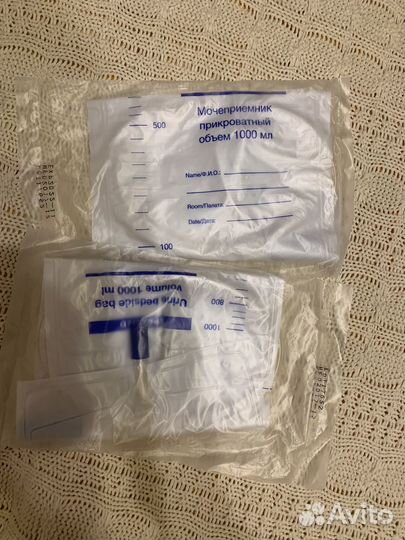 500
Мочеприемник
прикроватный
объем 1000 мл
Name/Ф.И.О.:
Room/Палата:
Date/Дата:
100
Urine bedside bag
volume 1000 ml
800
1000
Avito